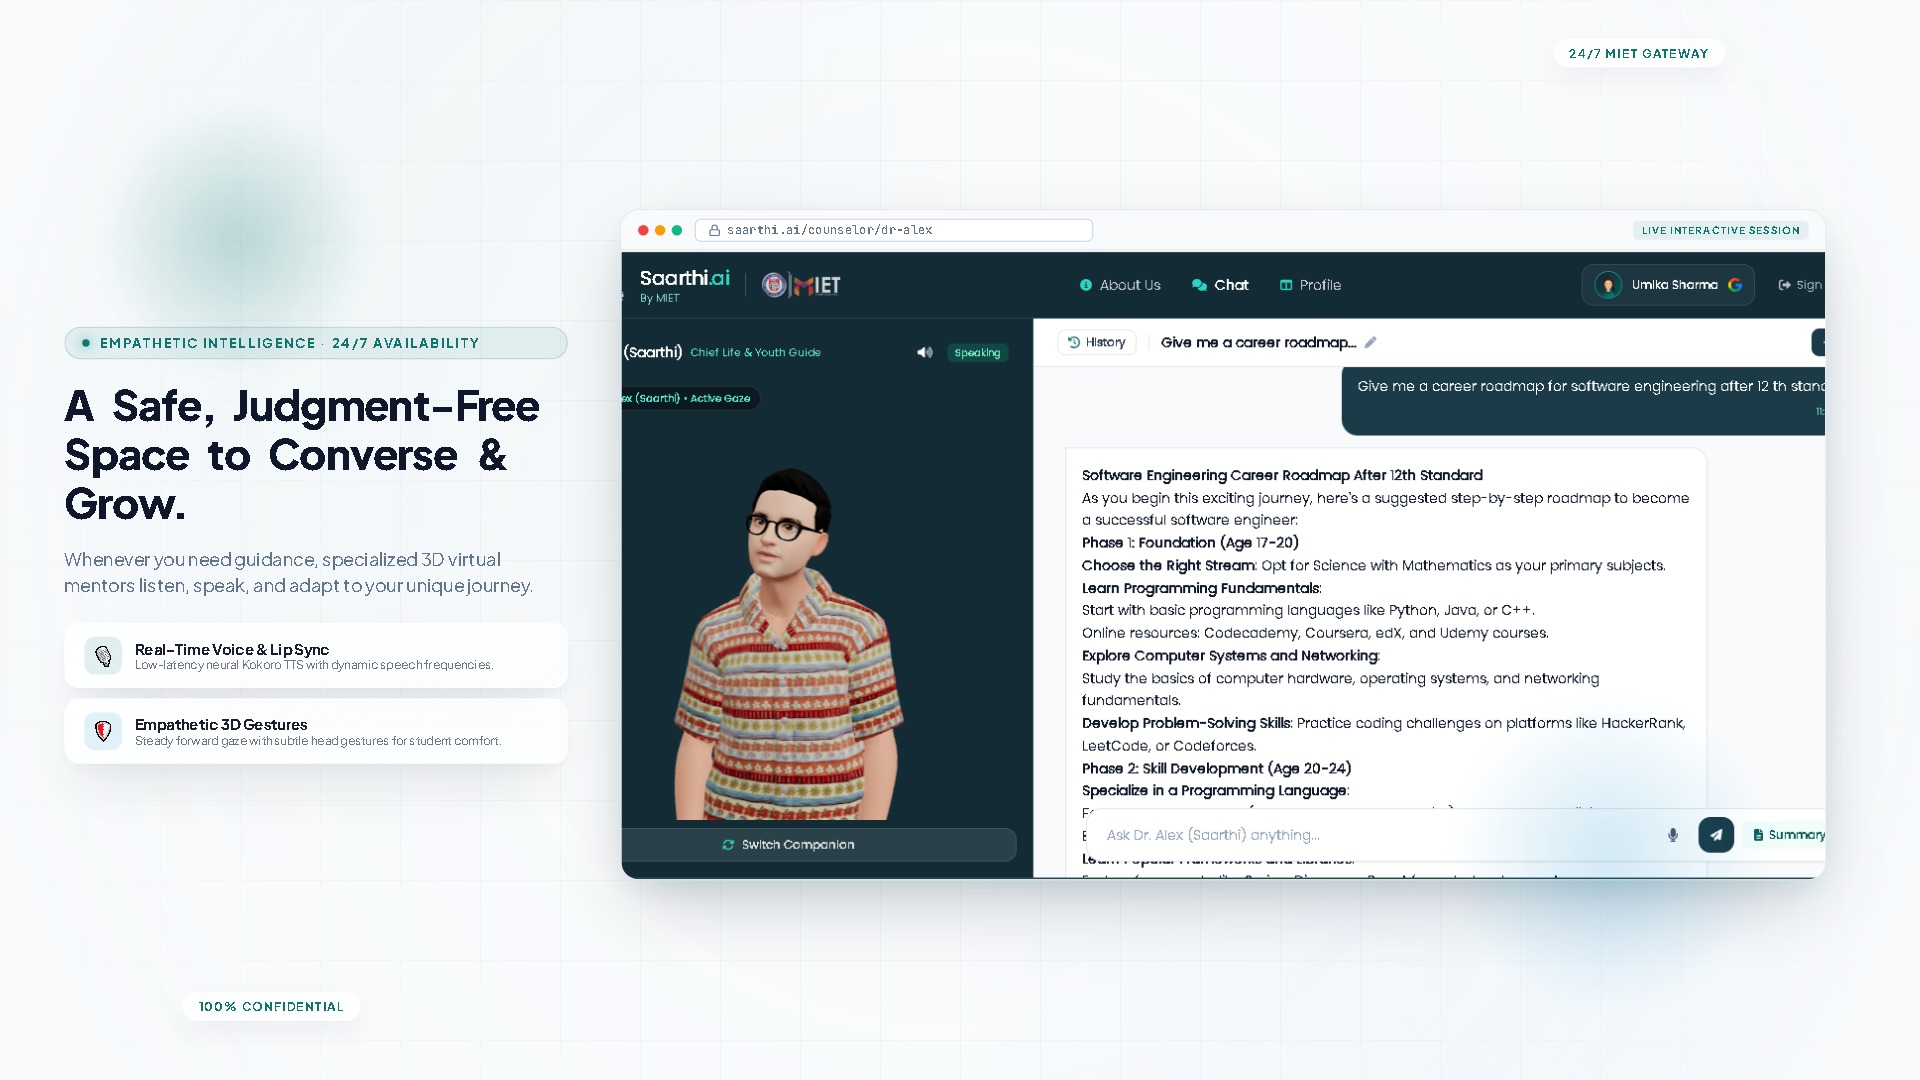 24/7 MIET GATEWAY
EMPATHETIC INTELLIGENCE · 24/7 AVAILABILITY
A Safe, Judgment-Free
Space to Converse &
Grow.
Whenever you need guidance, specialized 3D virtual
mentors listen, speak, and adapt to your unique journey.
Real-Time Voice & Lip Sync
Low-latency neural Kokoro TTS with dynamic speech frequencies.
Empathetic 3D Gestures
Steady forward gaze with subtle head gestures for student comfort.
100% CONFIDENTIAL
saarthi.ai/counselor/dr-alex
LIVE INTERACTIVE SESSION
Saarthi.ai
By MIET
MIET
About Us
Chat
Profile
Umika Sharma
Sign
(Saarthi) Chief Life & Youth Guide
Speaking
ex (Saarthi) • Active Gaze
Switch Companion
History
Give me a career roadmap...
Give me a career roadmap for software engineering after 12 th stand
Software Engineering Career Roadmap After 12th Standard
As you begin this exciting journey, here's a suggested step-by-step roadmap to become
a successful software engineer:
Phase 1: Foundation (Age 17-20)
Choose the Right Stream: Opt for Science with Mathematics as your primary subjects.
Learn Programming Fundamentals:
Start with basic programming languages like Python, Java, or C++.
Online resources: Codecademy, Coursera, edX, and Udemy courses.
Explore Computer Systems and Networking:
Study the basics of computer hardware, operating systems, and networking
fundamentals.
Develop Problem-Solving Skills: Practice coding challenges on platforms like HackerRank,
LeetCode, or Codeforces.
Phase 2: Skill Development (Age 20-24)
Specialize in a Programming Language:
Ask Dr. Alex (Saarthi) anything...
Summary